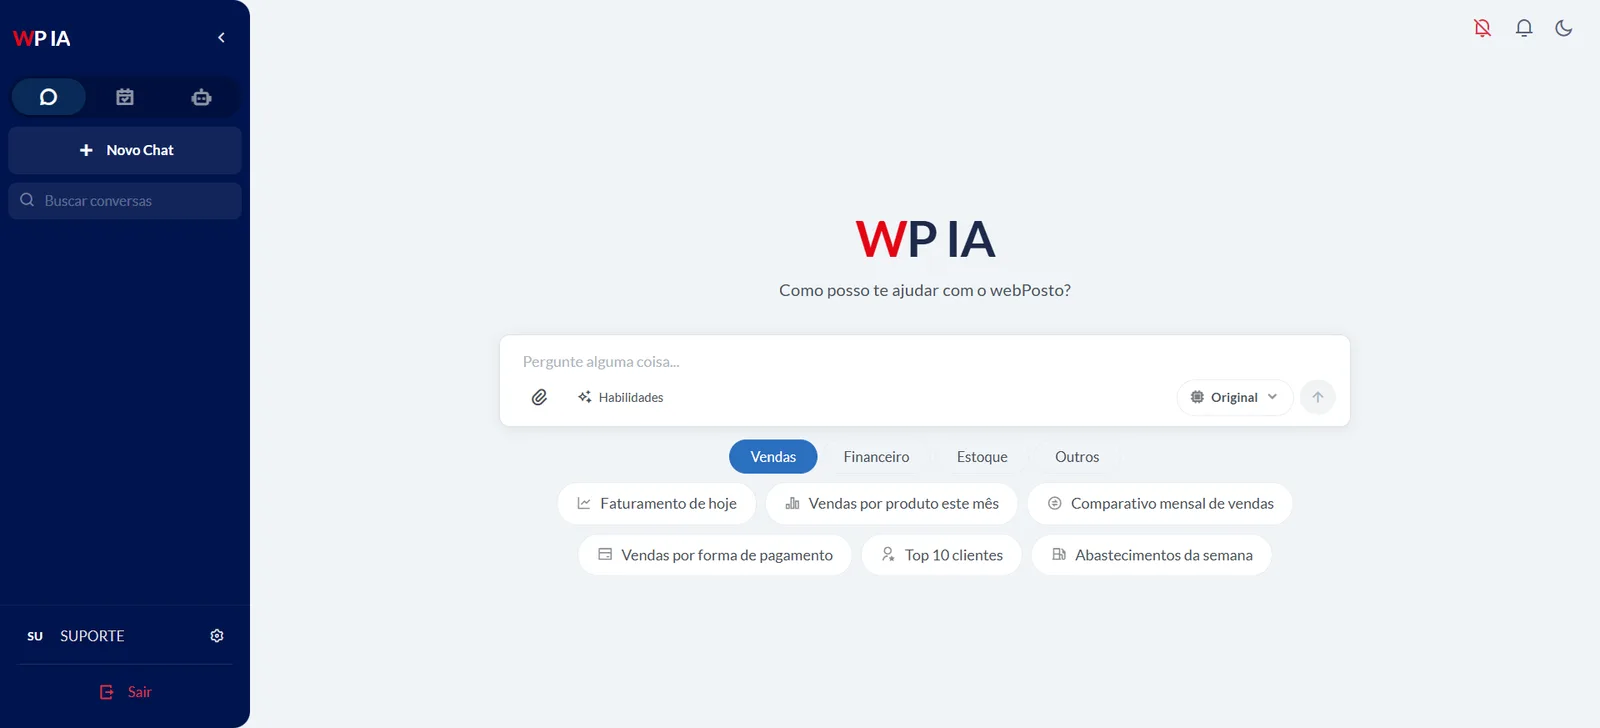 WP IA
Novo Chat
Buscar conversas
SU SUPORTE
Sair
WP IA
Como posso te ajudar com o webPosto?
Pergunte alguma coisa...
Habilidades
Original
Vendas Financeiro Estoque Outros
Faturamento de hoje Vendas por produto este mês Comparativo mensal de vendas
Vendas por forma de pagamento Top 10 clientes Abastecimentos da semana